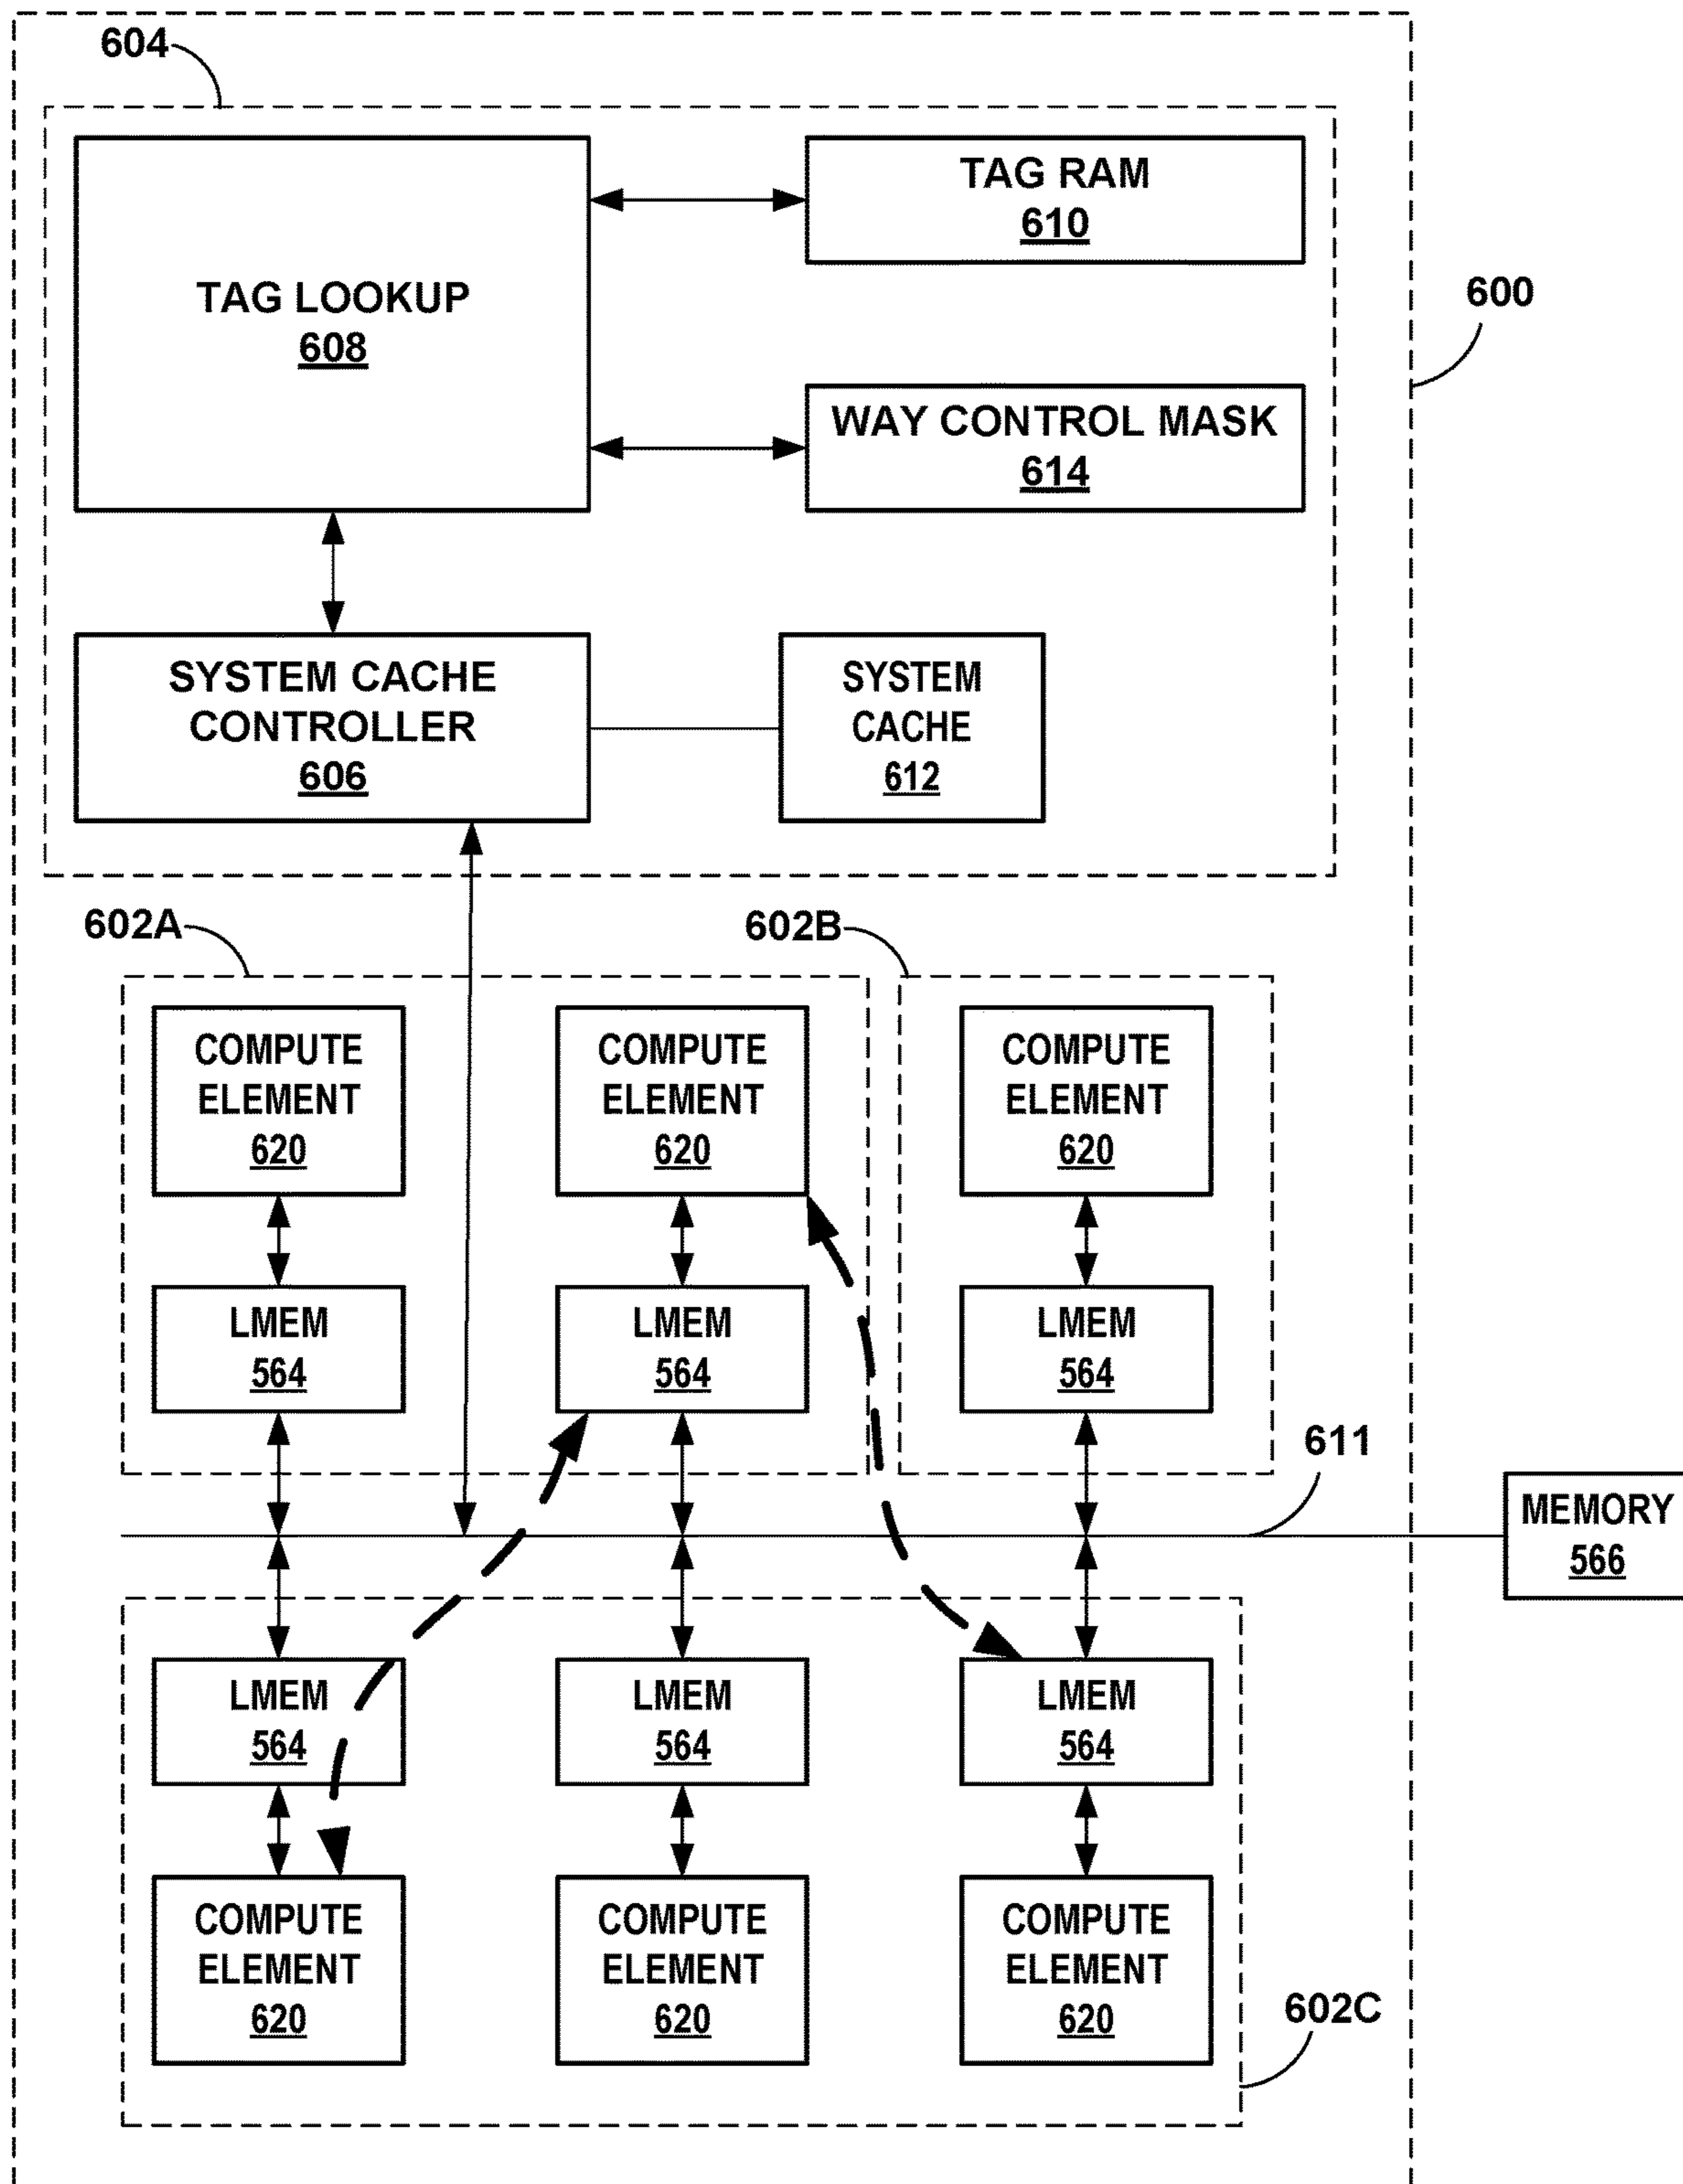 604
TAG LOOKUP
608
TAG RAM
610
600
WAY CONTROL MASK
614
SYSTEM CACHE
CONTROLLER
606
SYSTEM
CACHE
612
602A
602B
COMPUTE
ELEMENT
620
COMPUTE
ELEMENT
620
COMPUTE
ELEMENT
620
LMEM
564
LMEM
564
LMEM
564
611
MEMORY
566
LMEM
564
LMEM
564
LMEM
564
COMPUTE
ELEMENT
620
COMPUTE
ELEMENT
620
COMPUTE
ELEMENT
620
602C